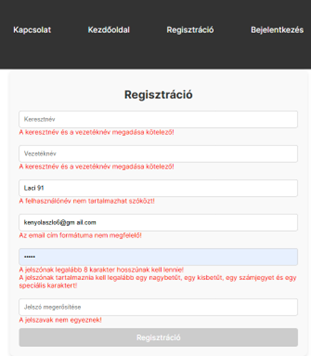 Kapcsolat Kezdőoldal Regisztráció Bejelentkezés
Regisztráció
Keresztnév
A keresztnév és a vezetéknév megadása kötelező!
Vezetéknév
A keresztnév és a vezetéknév megadása kötelező!
Laci 91
A felhasználónév nem tartalmazhat szóközt!
kenyolaszlo5@gm ail.com
Az email cím formátuma nem megfelelő!
•••••
A jelszónak legalább 8 karakter hosszúnak kell lennie!
A jelszónak tartalmaznia kell legalább egy nagybetűt, egy kisbetűt, egy számjegyet és egy
speciális karaktert!
Jelszó megerősítése
A jelszavak nem egyeznek!
Regisztráció